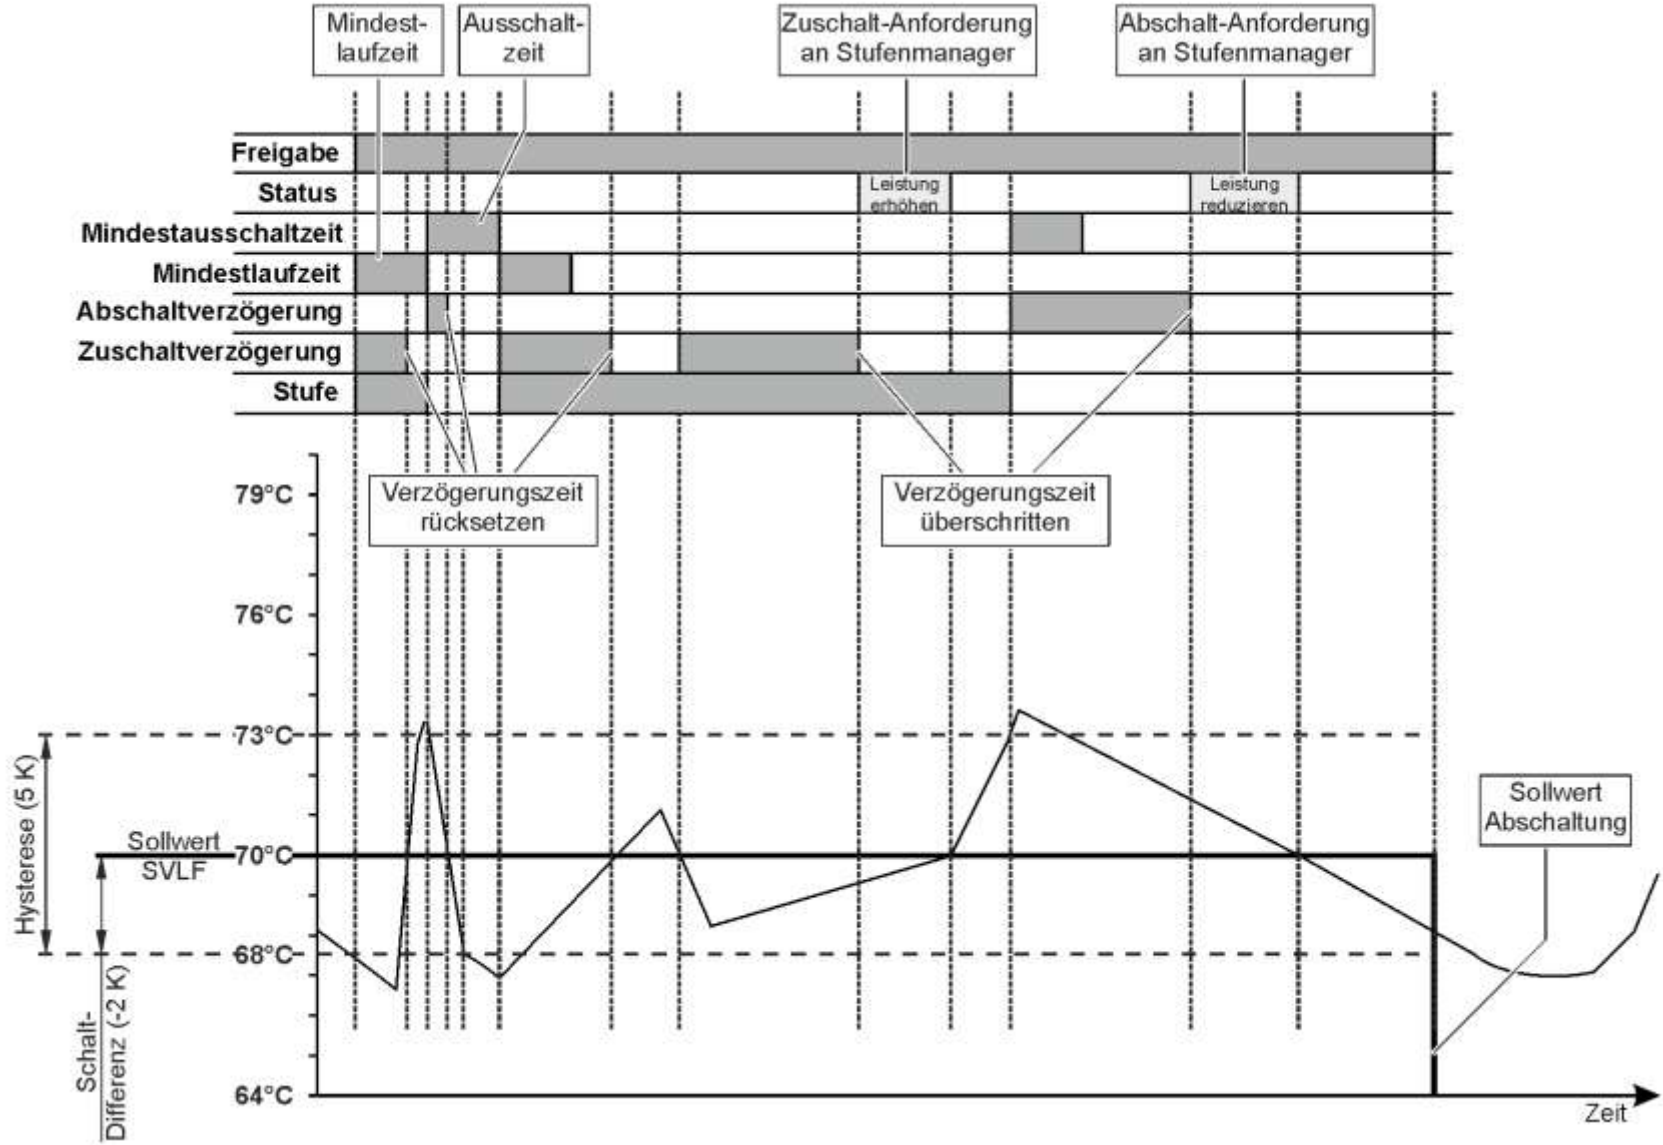 Mindest-
laufzeit
Ausschalt-
zeit
Zuschalt-Anforderung
an Stufenmanager
Abschalt-Anforderung
an Stufenmanager
Freigabe
Status
Leistung
erhöhen
Leistung
reduzieren
Mindestausschaltzeit
Mindestlaufzeit
Abschaltverzögerung
Zuschaltverzögerung
Stufe
Verzögerungszeit
rücksetzen
Verzögerungszeit
überschritten
79°C
76°C
73°C
70°C
68°C
64°C
Hysterese (5 K)
Sollwert
SVLF
Schalt-
Differenz (-2 K)
Sollwert
Abschaltung
Zeit